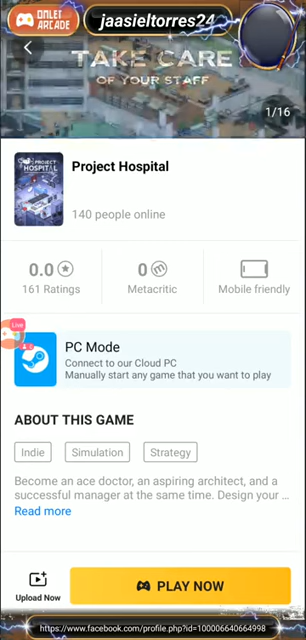 OMLET
ARCADE
jaasieltorres24
TAKE CARE
OF YOUR STAFF
1/16
PROJECT
HOSPITAL
Project Hospital
140 people online
0.0
0
161 Ratings
Metacritic
Mobile friendly
Live
PC Mode
Connect to our Cloud PC
Manually start any game that you want to play
ABOUT THIS GAME
Indie
Simulation
Strategy
Become an ace doctor, an aspiring architect, and a
successful manager at the same time. Design your ...
Read more
Upload Now
PLAY NOW
https://www.facebook.com/profile.php?id=100006640664998